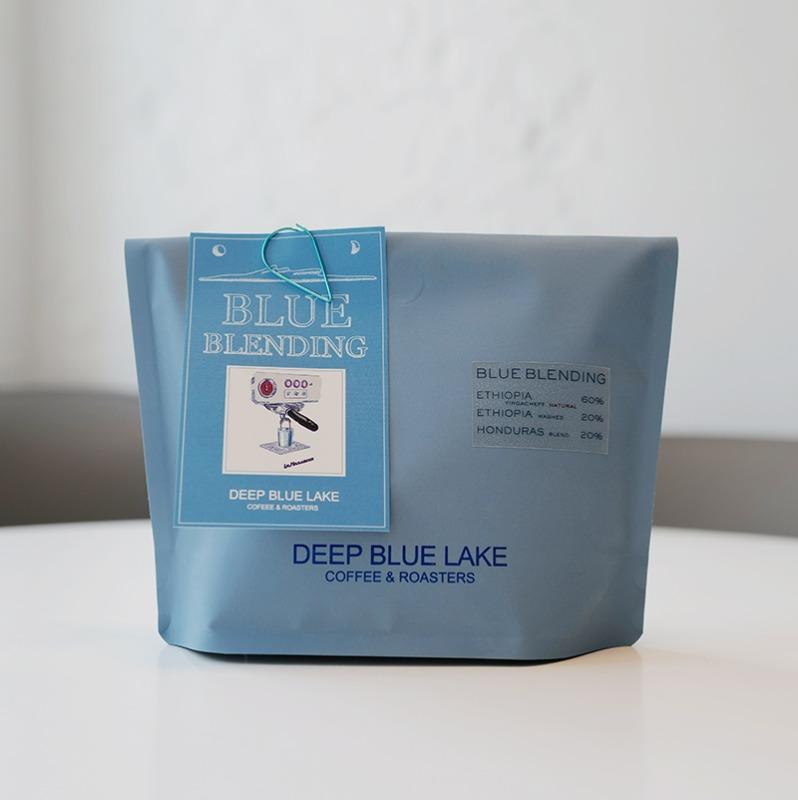 BLUE
BLENDING
DEEP BLUE LAKE
COFEEE & ROASTERS
BLUE BLENDING
ETHIOPIA 60%
YIRGACHEFF NATURAL
ETHIOPIA WASHED 20%
HONDURAS BLEND 20%
DEEP BLUE LAKE
COFFEE & ROASTERS